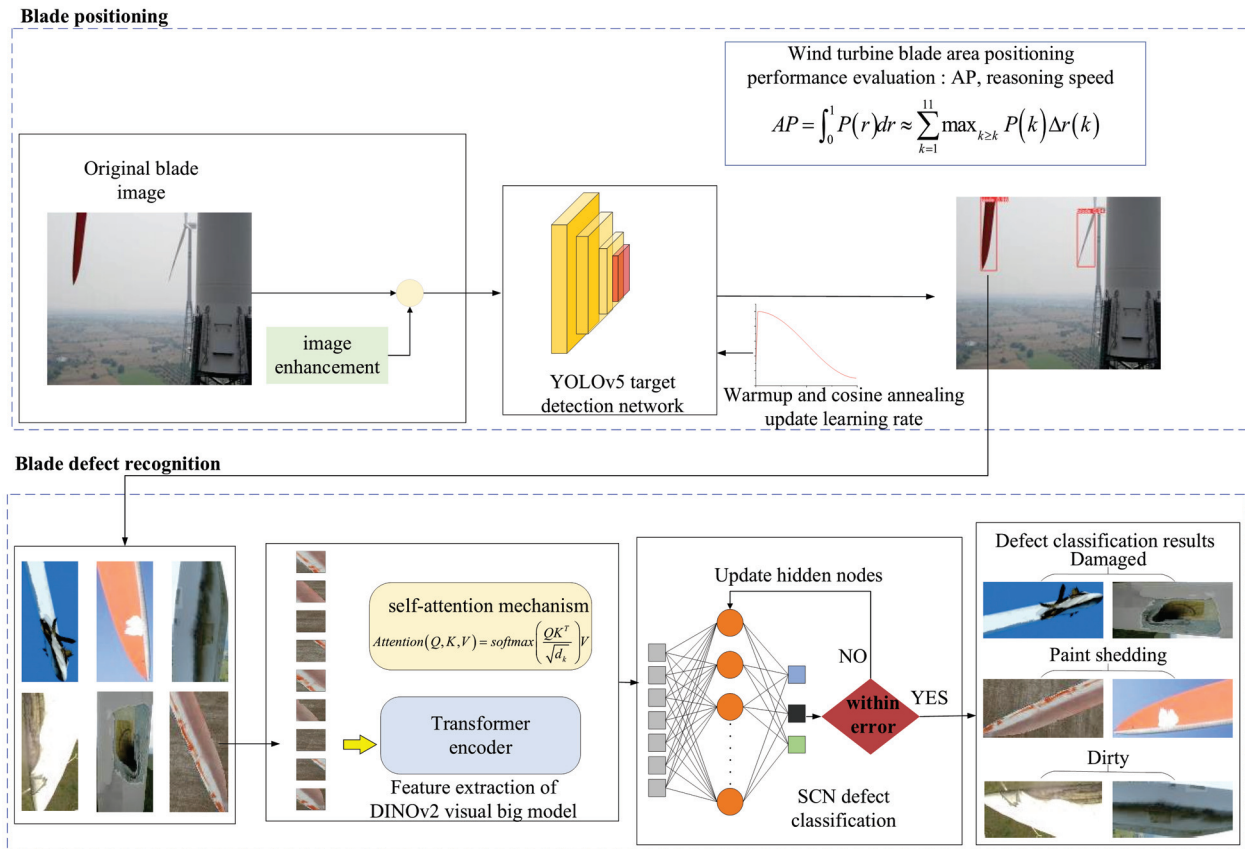 Blade positioning
Wind turbine blade area positioning
performance evaluation : AP, reasoning speed
AP = ∫₀¹ P(r)dr ≈ ∑ₖ₌₁¹¹ max_{k≥k} P(k)Δr(k)
Original blade
image
image
enhancement
YOLOv5 target
detection network
Warmup and cosine annealing
update learning rate
Blade defect recognition
self-attention mechanism
Attention(Q,K,V) = softmax(QKᵀ/√dₖ)V
Transformer
encoder
Feature extraction of
DINOv2 visual big model
Update hidden nodes
NO
within
error
YES
SCN defect
classification
Defect classification results
Damaged
Paint shedding
Dirty